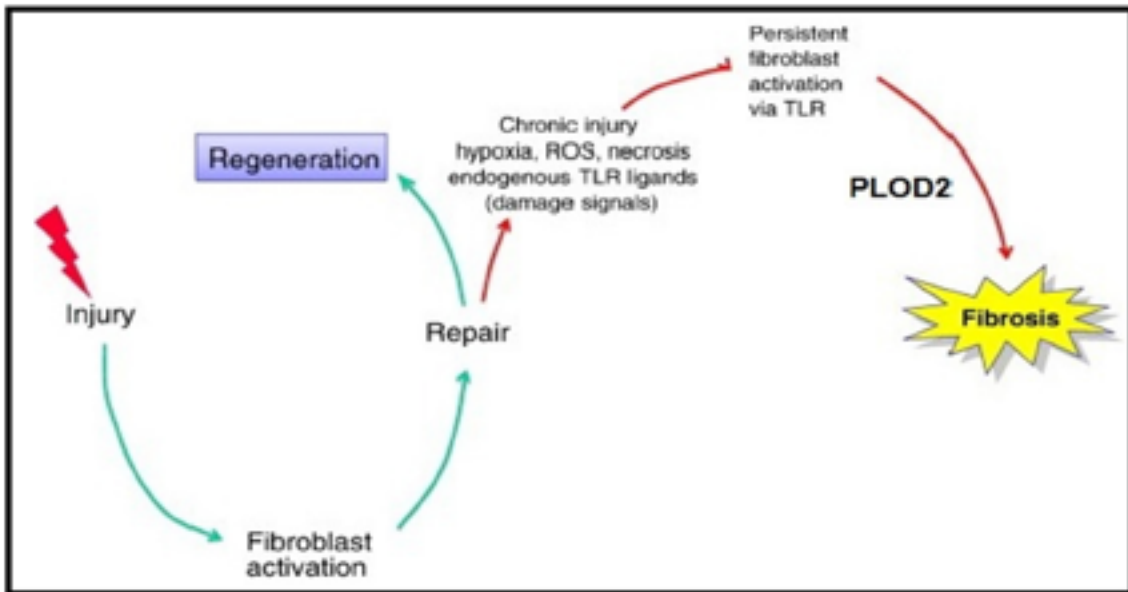 Injury
Fibroblast
activation
Repair
Regeneration
Chronic injury
hypoxia, ROS, necrosis
endogenous TLR ligands
(damage signals)
Persistent
fibroblast
activation
via TLR
PLOD2
Fibrosis